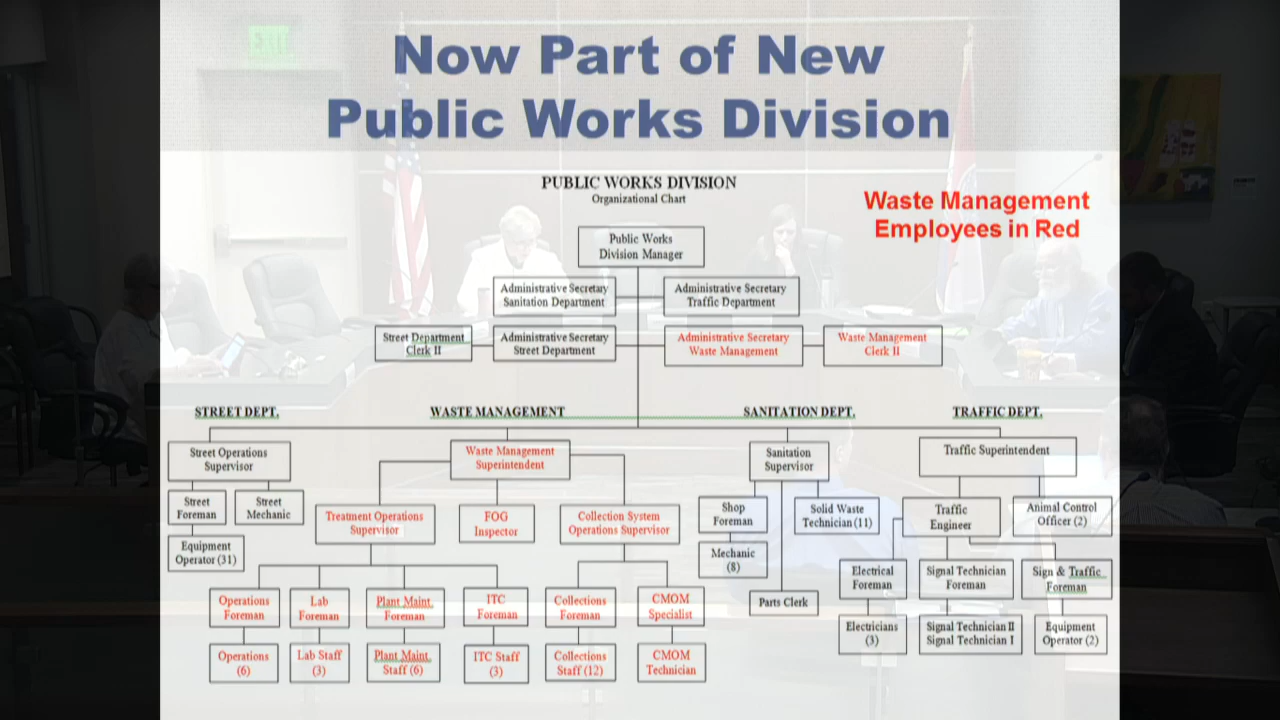 EXIT
Now Part of New
Public Works Division
PUBLIC WORKS DIVISION
Organizational Chart
Waste Management
Employees in Red
Public Works
Division Manager
Administrative Secretary
Sanitation Department
Administrative Secretary
Traffic Department
Street Department
Clerk II
Administrative Secretary
Street Department
Administrative Secretary
Waste Management
Waste Management
Clerk II
STREET DEPT.
WASTE MANAGEMENT
SANITATION DEPT.
TRAFFIC DEPT.
Street Operations
Supervisor
Waste Management
Superintendent
Sanitation
Supervisor
Traffic Superintendent
Street
Foreman
Street
Mechanic
Treatment Operations
Supervisor
FOG
Inspector
Collection System
Operations Supervisor
Shop
Foreman
Solid Waste
Technician (11)
Traffic
Engineer
Animal Control
Officer (2)
Equipment
Operator (31)
Mechanic
(8)
Electrical
Foreman
Signal Technician
Foreman
Sign & Traffic
Foreman
Operations
Foreman
Lab
Foreman
Plant Maint.
Foreman
ITC
Foreman
Collections
Foreman
CMOM
Specialist
Parts Clerk
Electricians
(3)
Signal Technician II
Signal Technician I
Equipment
Operator (2)
Operations
(6)
Lab Staff
(3)
Plant Maint.
Staff (6)
ITC Staff
(3)
Collections
Staff (12)
CMOM
Technician